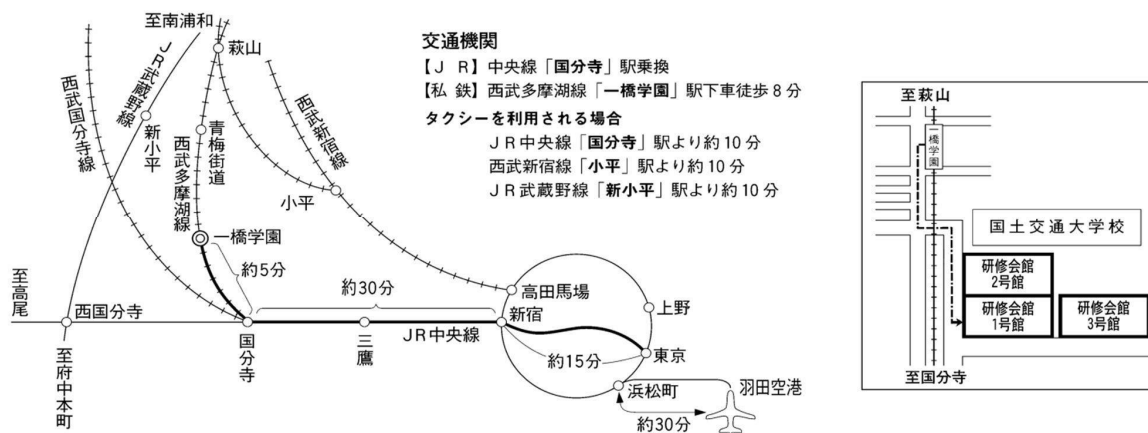 至南浦和
萩山
JR武蔵野線
新小平
西武国分寺線
青梅街道
西武多摩湖線
西武新宿線
小平
一橋学園
約5分
至高尾
西国分寺
約30分
国分寺
三鷹
JR中央線
新宿
高田馬場
上野
約15分
東京
至府中本町
浜松町
羽田空港
約30分
交通機関
【J R】中央線「国分寺」駅乗換
【私 鉄】西武多摩湖線「一橋学園」駅下車徒歩8分
タクシーを利用される場合
JR中央線「国分寺」駅より約10分
西武新宿線「小平」駅より約10分
JR武蔵野線「新小平」駅より約10分
至萩山
一橋学園
国土交通大学校
研修会館
2号館
研修会館
1号館
研修会館
3号館
至国分寺